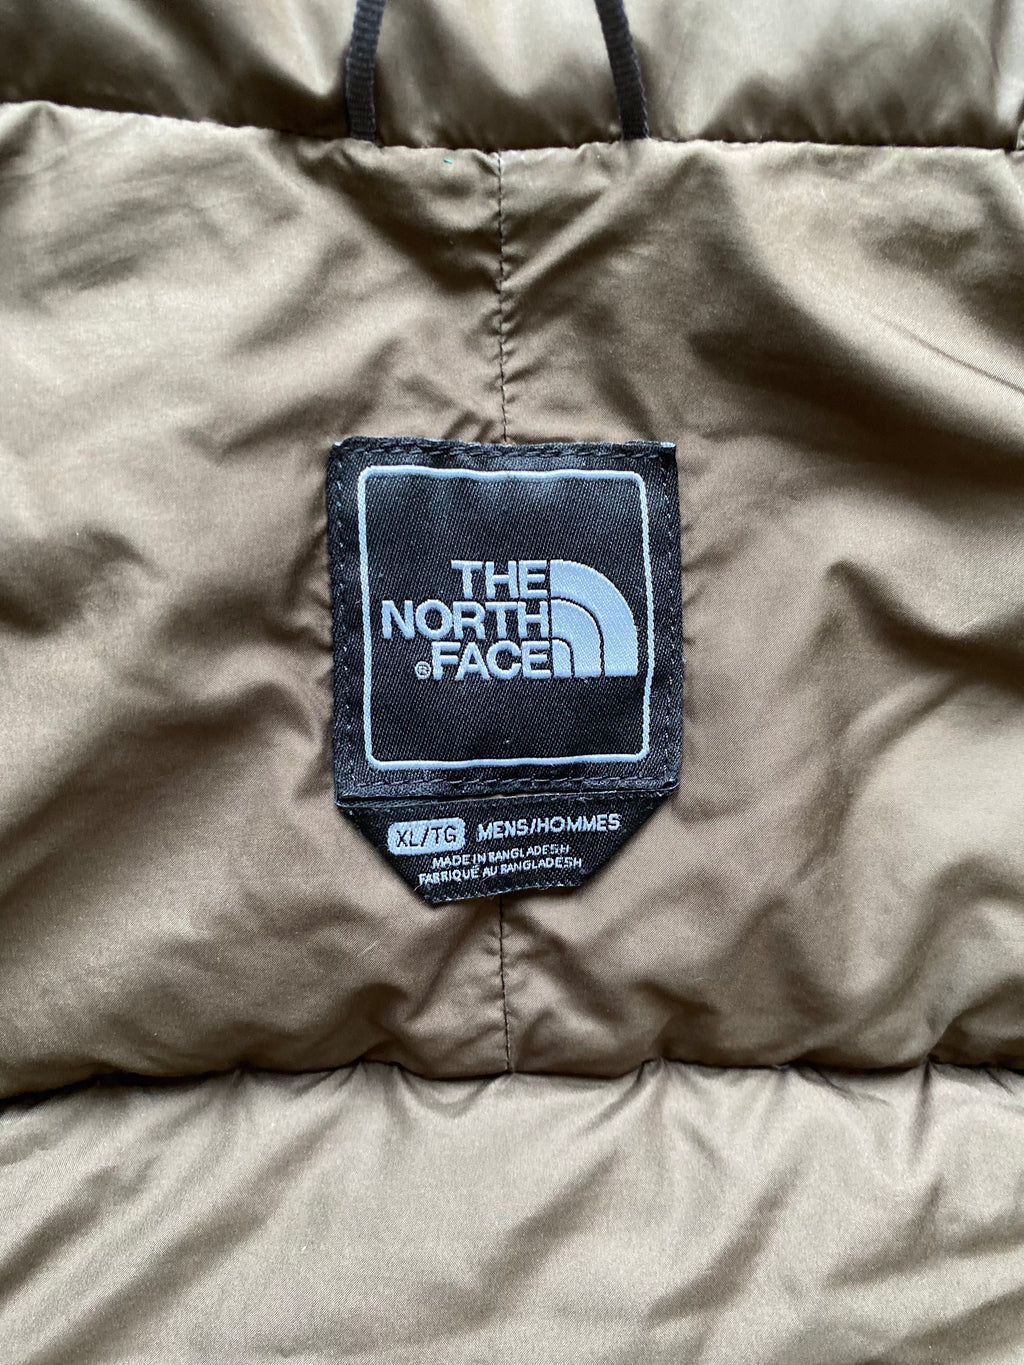 THE
NORTH
®FACE
XL/TG MENS/HOMMES
MADE IN BANGLADESH
FABRIQUÉ AU BANGLADESH